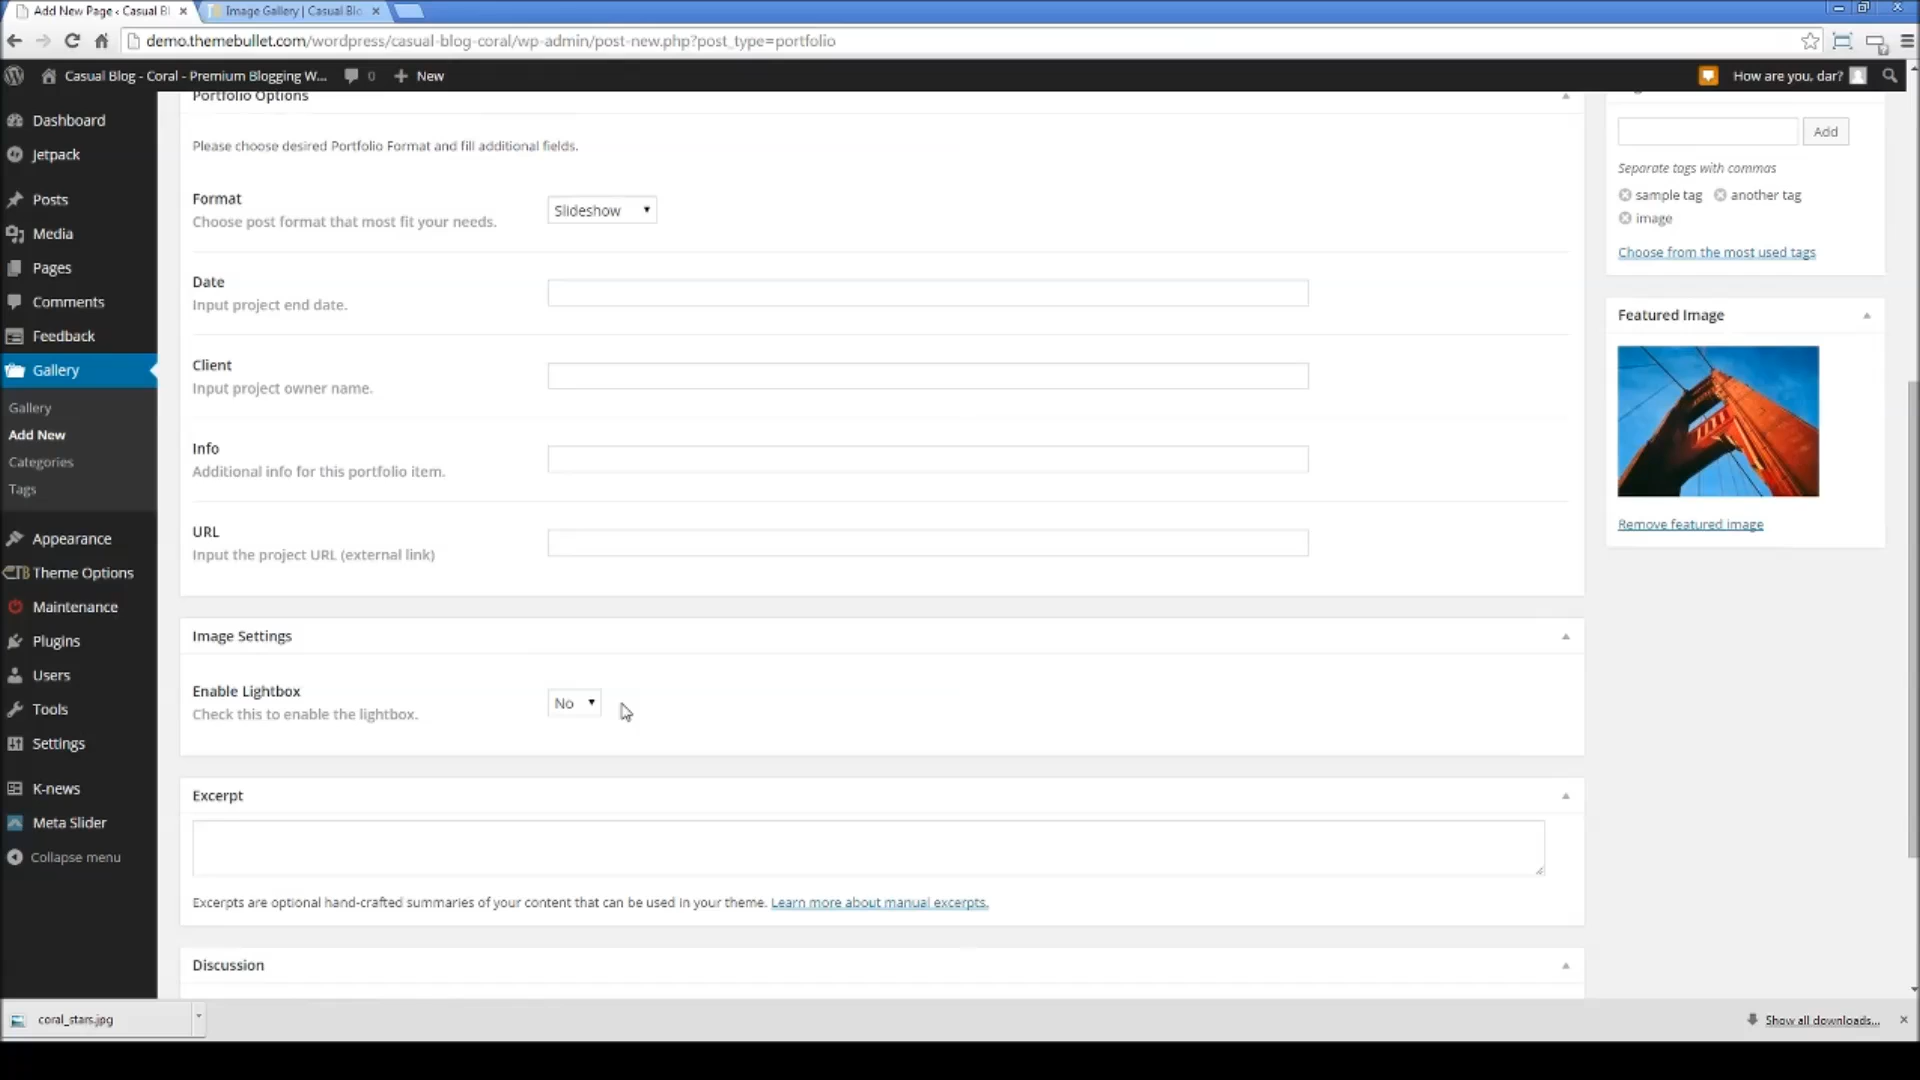 Add New Page ‹ Casual Bl
Image Gallery | Casual Blo
demo.themebullet.com/wordpress/casual-blog-coral/wp-admin/post-new.php?post_type=portfolio
Casual Blog - Coral - Premium Blogging W...
0
New
How are you, dar?
Dashboard
Jetpack
Posts
Media
Pages
Comments
Feedback
Gallery
Gallery
Add New
Categories
Tags
Appearance
Theme Options
Maintenance
Plugins
Users
Tools
Settings
K-news
Meta Slider
Collapse menu
Portfolio Options
Please choose desired Portfolio Format and fill additional fields.
Format
Choose post format that most fit your needs.
Slideshow
Date
Input project end date.
Client
Input project owner name.
Info
Additional info for this portfolio item.
URL
Input the project URL (external link)
Image Settings
Enable Lightbox
Check this to enable the lightbox.
No
Excerpt
Excerpts are optional hand-crafted summaries of your content that can be used in your theme. Learn more about manual excerpts.
Discussion
Add
Separate tags with commas
sample tag
another tag
image
Choose from the most used tags
Featured Image
Remove featured image
coral_stars.jpg
Show all downloads...